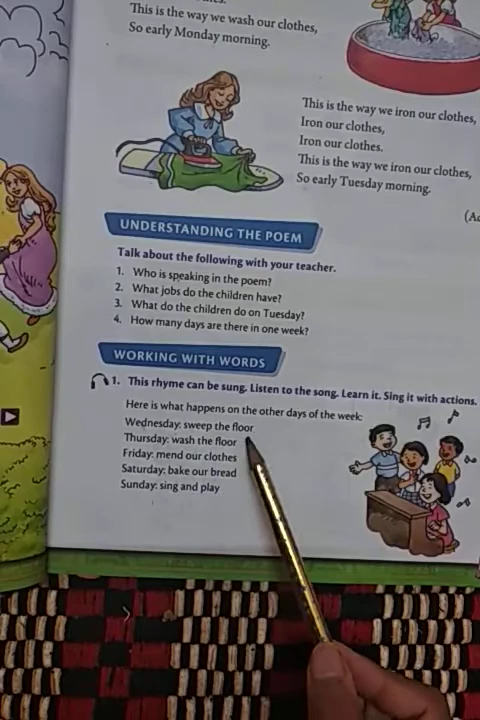 This is the way we wash our clothes,
So early Monday morning.
This is the way we iron our clothes,
Iron our clothes,
Iron our clothes.
This is the way we iron our clothes,
So early Tuesday morning.
UNDERSTANDING THE POEM
Talk about the following with your teacher.
1. Who is speaking in the poem?
2. What jobs do the children have?
3. What do the children do on Tuesday?
4. How many days are there in one week?
WORKING WITH WORDS
1. This rhyme can be sung. Listen to the song. Learn it. Sing it with actions.
Here is what happens on the other days of the week:
Wednesday: sweep the floor
Thursday: wash the floor
Friday: mend our clothes
Saturday: bake our bread
Sunday: sing and play